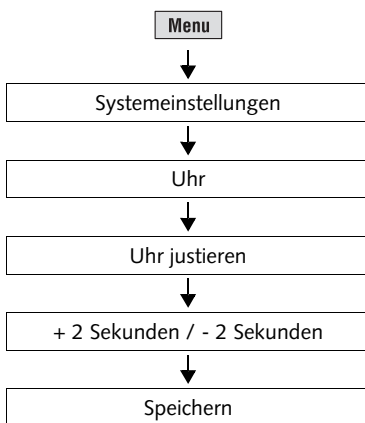 Menu
Systemeinstellungen
Uhr
Uhr justieren
+ 2 Sekunden / - 2 Sekunden
Speichern